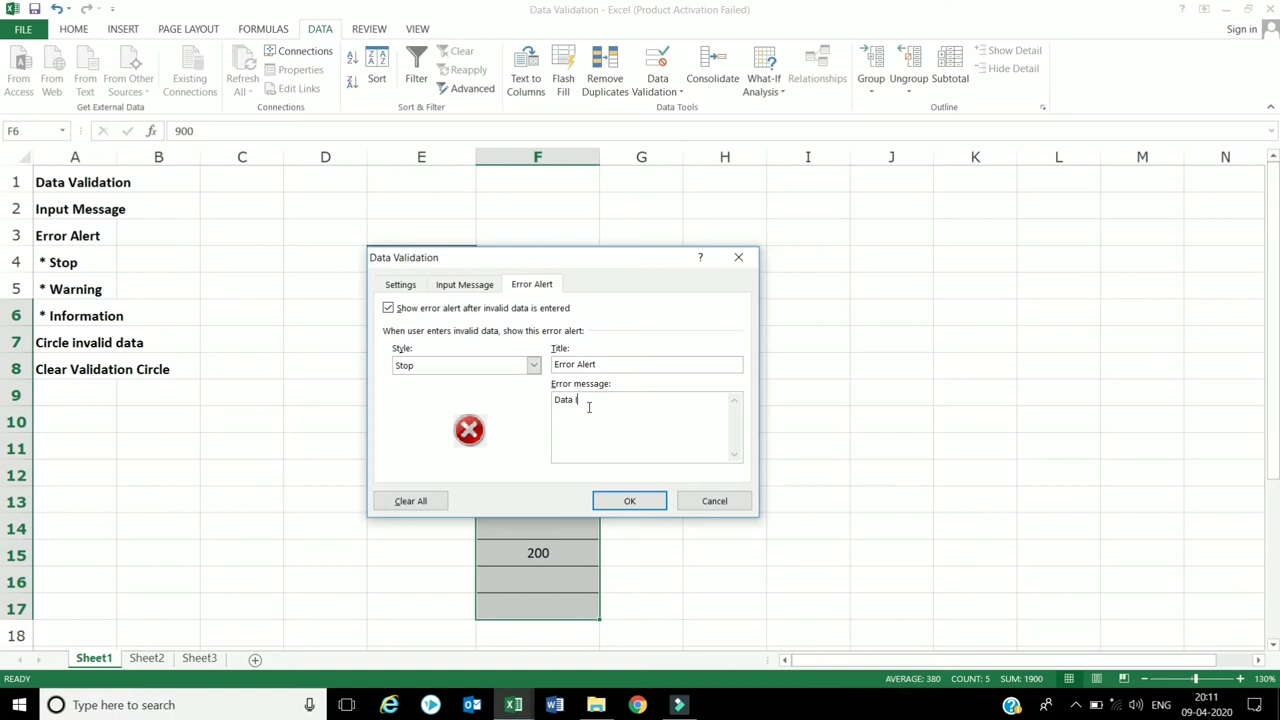 Data Validation - Excel (Product Activation Failed)
FILE HOME INSERT PAGE LAYOUT FORMULAS DATA REVIEW VIEW Sign in
From Access
From Web
From Text
From Other Sources
Existing Connections
Get External Data
Refresh All
Connections
Properties
Edit Links
Connections
Sort
Filter
Clear
Reapply
Advanced
Sort & Filter
Text to Columns
Flash Fill
Remove Duplicates
Data Validation
Consolidate
What-If Analysis
Relationships
Data Tools
Group
Ungroup
Subtotal
Show Detail
Hide Detail
Outline
F6 fx 900
A B C D E F G H I J K L M N
1 Data Validation
2 Input Message
3 Error Alert
4 * Stop
5 * Warning
6 * Information
7 Circle invalid data
8 Clear Validation Circle
9
10
11
12
13
14
15 200
16
17
18
Data Validation ?
Settings Input Message Error Alert
Show error alert after invalid data is entered
When user enters invalid data, show this error alert:
Style: Title:
Stop Error Alert
Error message:
Data I
Clear All OK Cancel
Sheet1 Sheet2 Sheet3
READY AVERAGE: 380 COUNT: 5 SUM: 1900 130%
Type here to search
ENG
20:11
09-04-2020